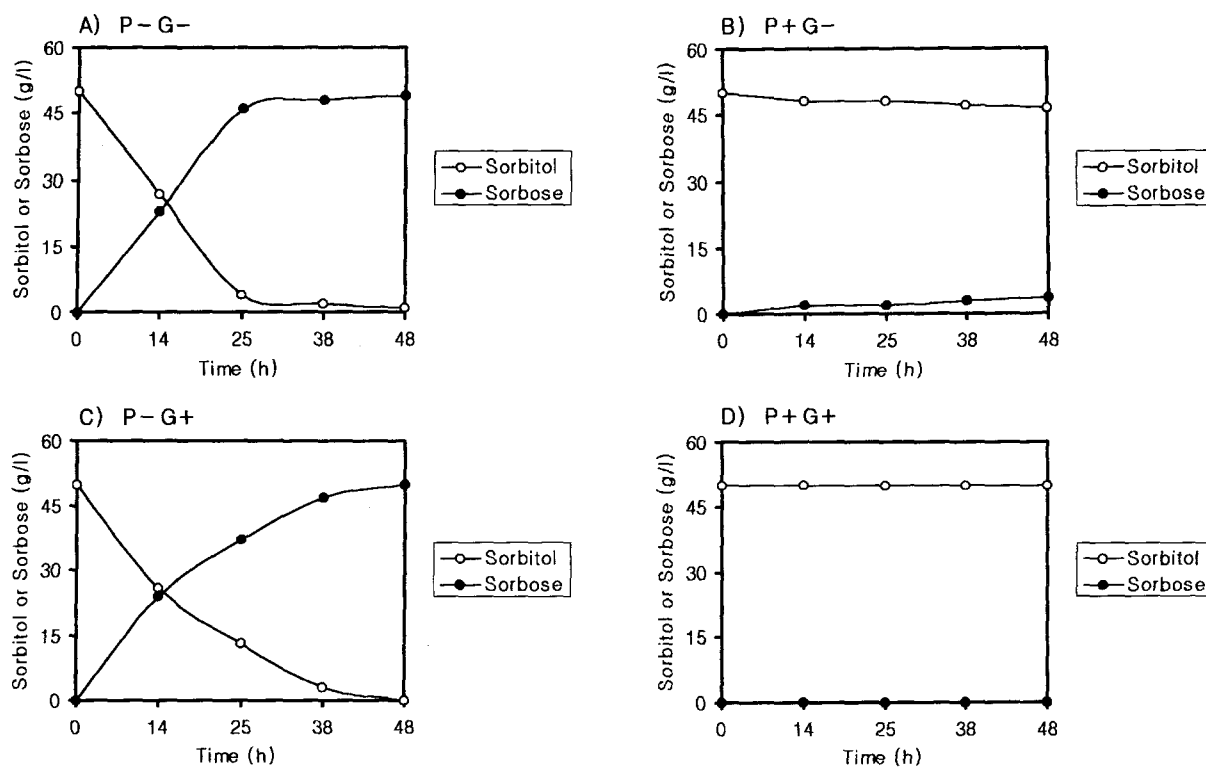 A) P-G-
Sorbitol or Sorbose (g/l)
60
45
30
15
0
0 14 25 38 48
Time (h)
Sorbitol
Sorbose
B) P+G-
Sorbitol or Sorbose (g/l)
60
45
30
15
0
0 14 25 38 48
Time (h)
Sorbitol
Sorbose
C) P-G+
Sorbitol or Sorbose (g/l)
60
45
30
15
0
0 14 25 38 48
Time (h)
Sorbitol
Sorbose
D) P+G+
Sorbitol or Sorbose (g/l)
60
45
30
15
0
0 14 25 38 48
Time (h)
Sorbitol
Sorbose